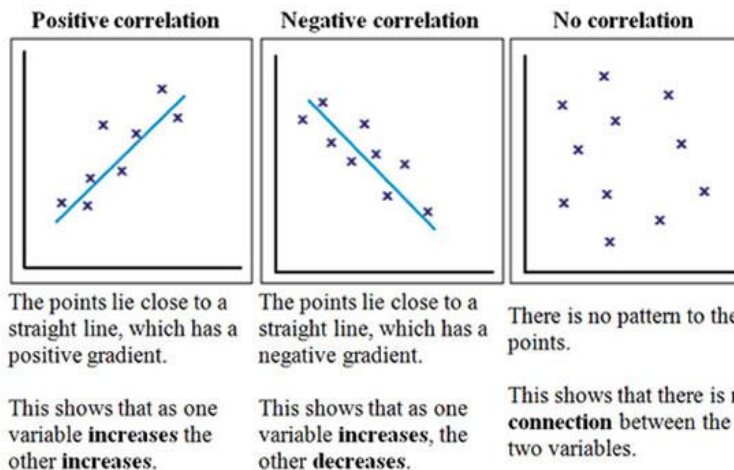 Positive correlation
Negative correlation
No correlation
The points lie close to a
straight line, which has a
positive gradient.
This shows that as one
variable increases the
other increases.
The points lie close to a
straight line, which has a
negative gradient.
This shows that as one
variable increases, the
other decreases.
There is no pattern to the
points.
This shows that there is
connection between the
two variables.